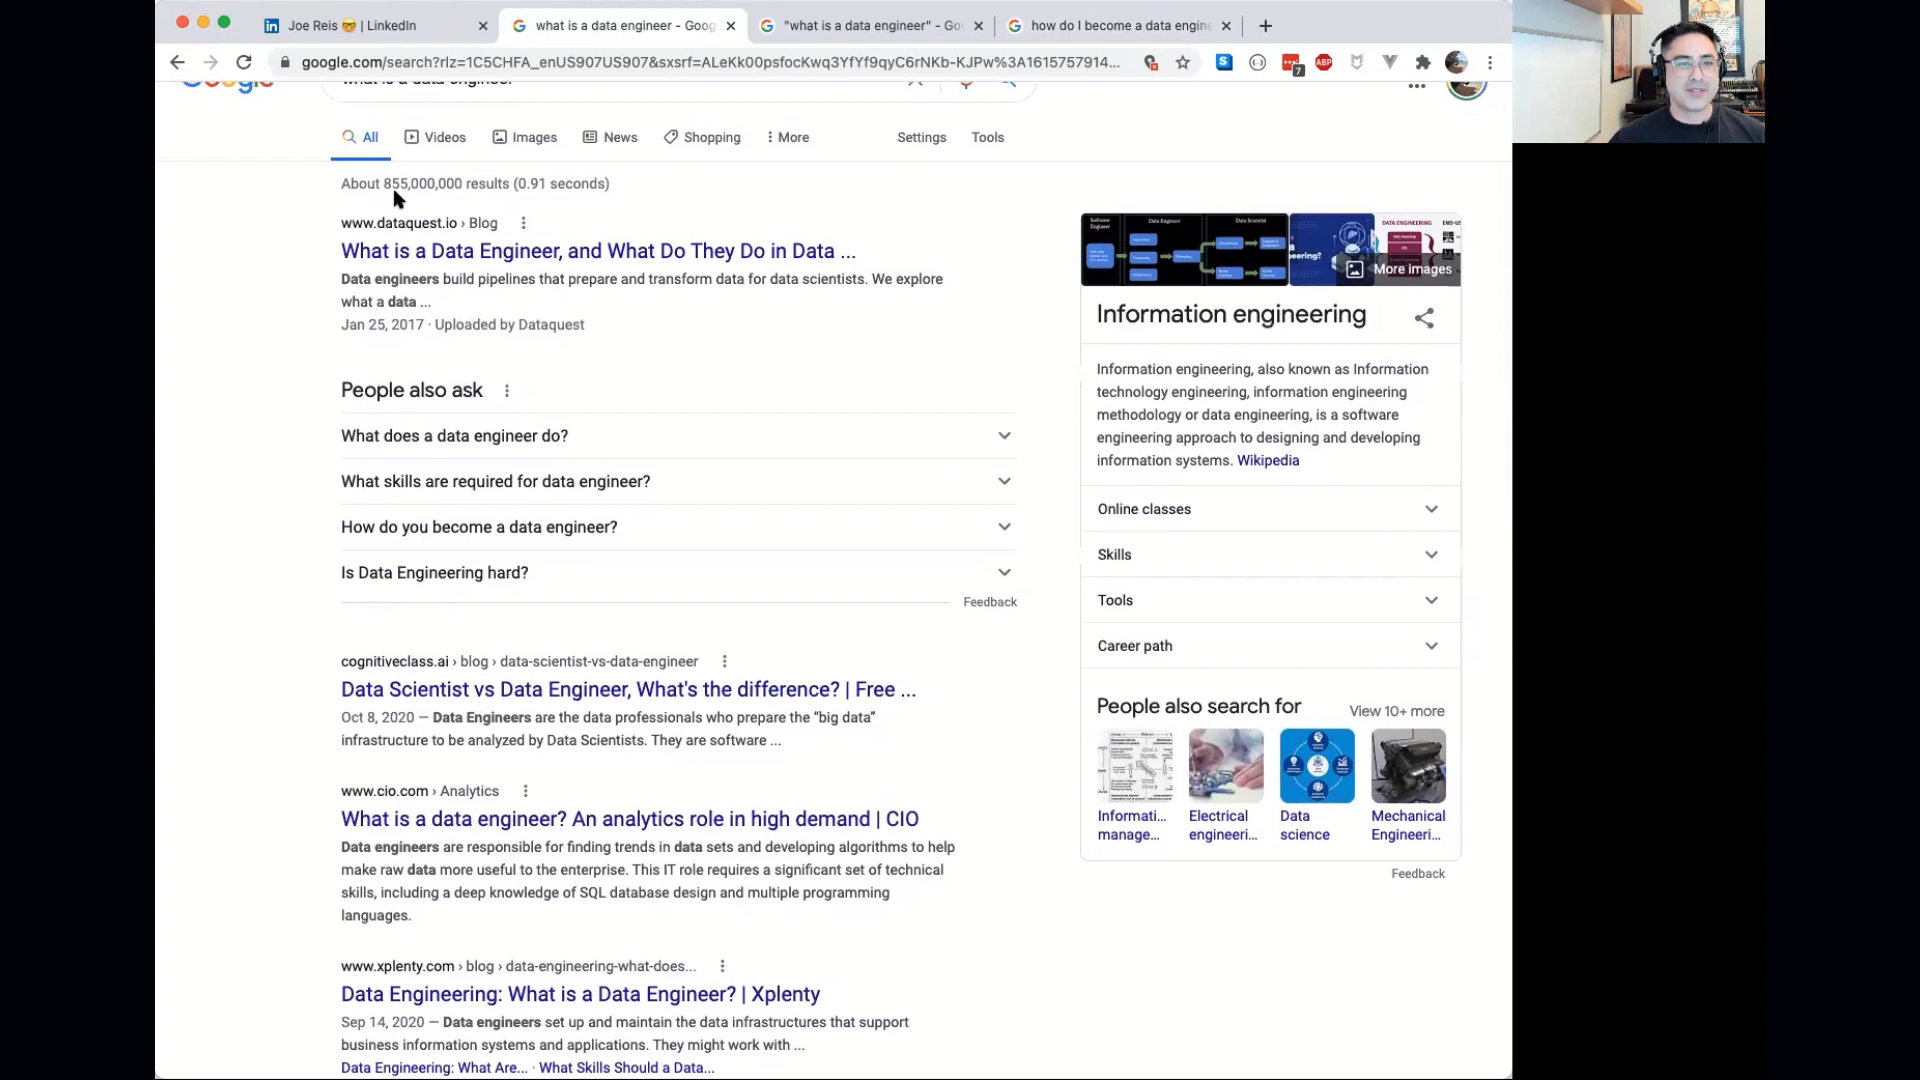 Joe Reis 🤓 | LinkedIn
what is a data engineer - Goog
"what is a data engineer" - Go
how do I become a data engine
google.com/search?rlz=1C5CHFA_enUS907US907&sxsrf=ALeKk00psfocKwq3YfYf9qyC6rNKb-KJPw%3A1615757914...
7
ABP
Google
what is a data engineer
All
Videos
Images
News
Shopping
More
Settings
Tools
About 855,000,000 results (0.91 seconds)
www.dataquest.io › Blog
What is a Data Engineer, and What Do They Do in Data ...
Data engineers build pipelines that prepare and transform data for data scientists. We explore
what a data ...
Jan 25, 2017 · Uploaded by Dataquest
People also ask
What does a data engineer do?
What skills are required for data engineer?
How do you become a data engineer?
Is Data Engineering hard?
Feedback
cognitiveclass.ai › blog › data-scientist-vs-data-engineer
Data Scientist vs Data Engineer, What's the difference? | Free ...
Oct 8, 2020 — Data Engineers are the data professionals who prepare the “big data”
infrastructure to be analyzed by Data Scientists. They are software ...
www.cio.com › Analytics
What is a data engineer? An analytics role in high demand | CIO
Data engineers are responsible for finding trends in data sets and developing algorithms to help
make raw data more useful to the enterprise. This IT role requires a significant set of technical
skills, including a deep knowledge of SQL database design and multiple programming
languages.
www.xplenty.com › blog › data-engineering-what-does...
Data Engineering: What is a Data Engineer? | Xplenty
Sep 14, 2020 — Data engineers set up and maintain the data infrastructures that support
business information systems and applications. They might work with ...
Data Engineering: What Are... · What Skills Should a Data...
Software
Engineer
Data Engineer
Data Scientist
DATA ENGINEERING
More images
Information engineering
Information engineering, also known as Information
technology engineering, information engineering
methodology or data engineering, is a software
engineering approach to designing and developing
information systems. Wikipedia
Online classes
Skills
Tools
Career path
People also search for
View 10+ more
Informati...
manage...
Electrical
engineeri...
Data
science
Mechanical
Engineeri...
Feedback